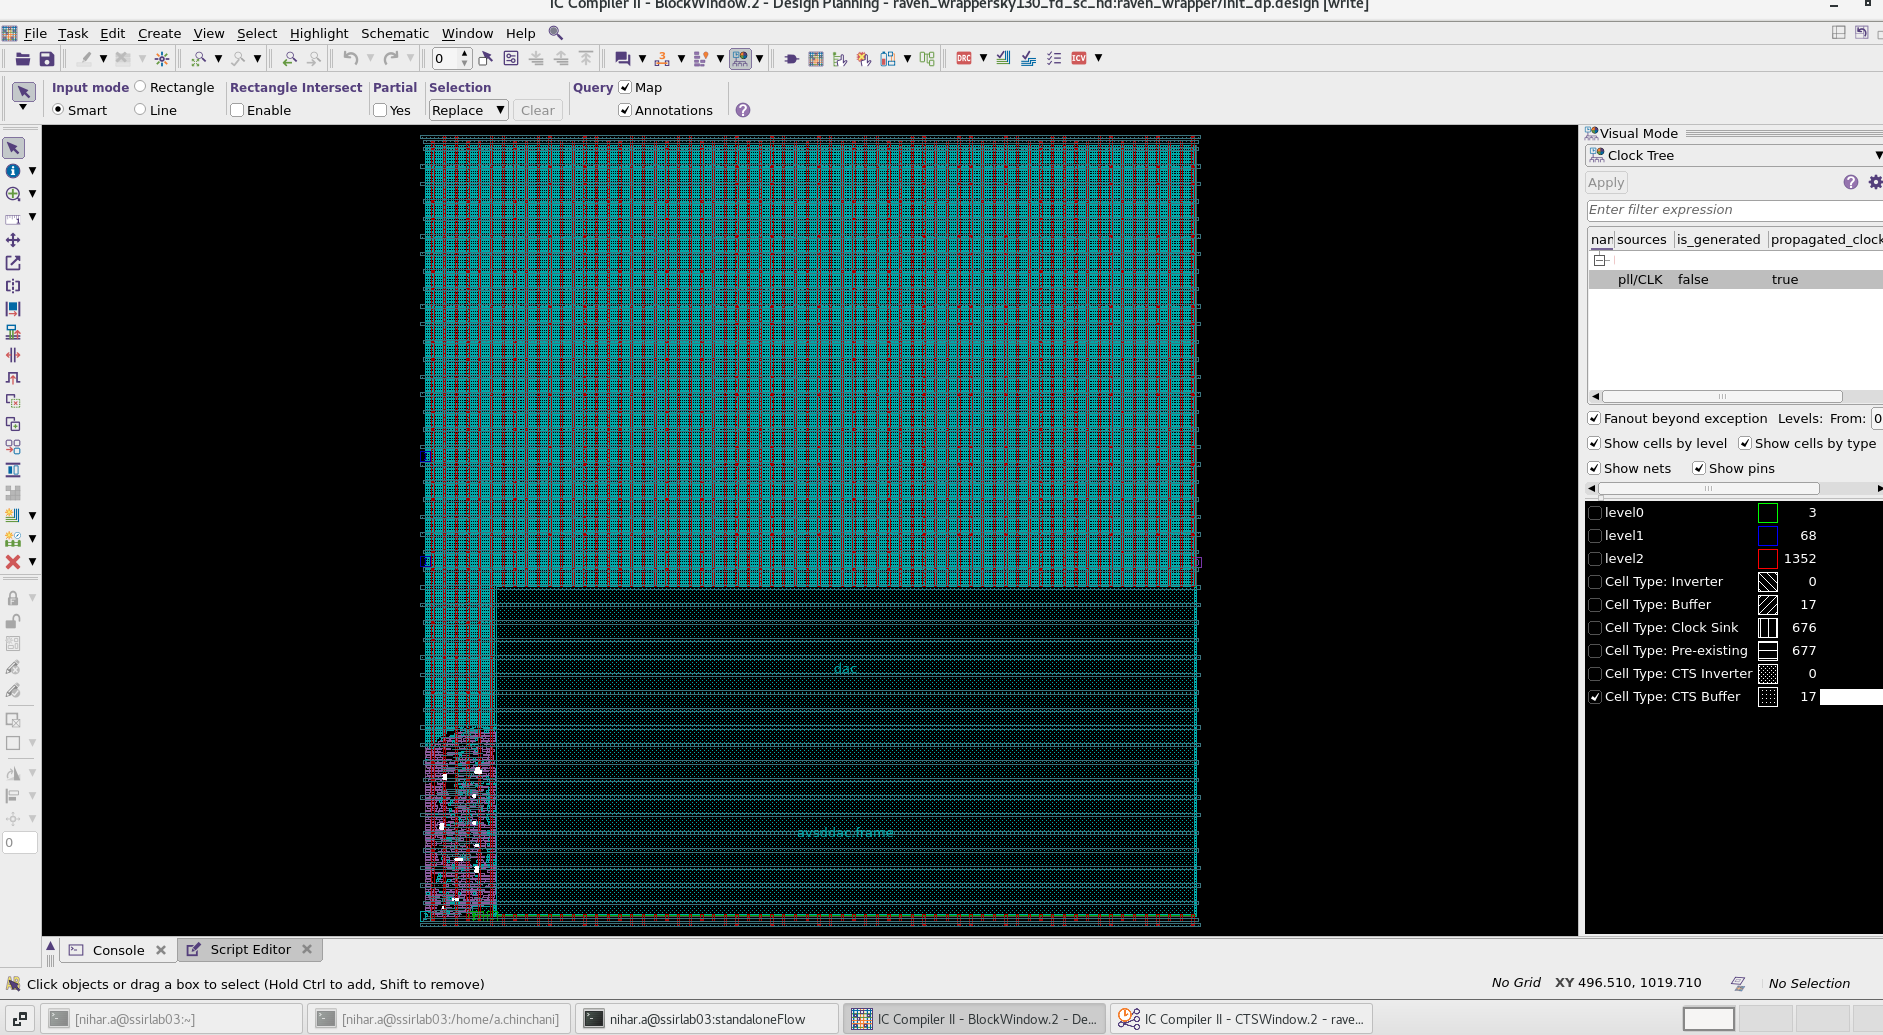 IC Compiler II - BlockWindow.2 - Design Planning - raven_wrappersky130_fd_sc_hd:raven_wrapper/init_dp.design [write]
File Task Edit Create View Select Highlight Schematic Window Help
0
DRC ICV
Input mode Rectangle Rectangle Intersect Partial Selection Query Map
Smart Line Enable Yes Replace Clear Annotations
Visual Mode
Clock Tree
Apply
Enter filter expression
nar sources is_generated propagated_clock
pll/CLK false true
Fanout beyond exception Levels: From: 0
Show cells by level Show cells by type
Show nets Show pins
level0 3
level1 68
level2 1352
Cell Type: Inverter 0
Cell Type: Buffer 17
Cell Type: Clock Sink 676
Cell Type: Pre-existing 677
Cell Type: CTS Inverter 0
Cell Type: CTS Buffer 17
dac
avsddac.frame
0
Console Script Editor
Click objects or drag a box to select (Hold Ctrl to add, Shift to remove) No Grid XY 496.510, 1019.710 No Selection
[nihar.a@ssirlab03:~] [nihar.a@ssirlab03:/home/a.chinchani] nihar.a@ssirlab03:standaloneFlow IC Compiler II - BlockWindow.2 - De... IC Compiler II - CTSWindow.2 - rave...